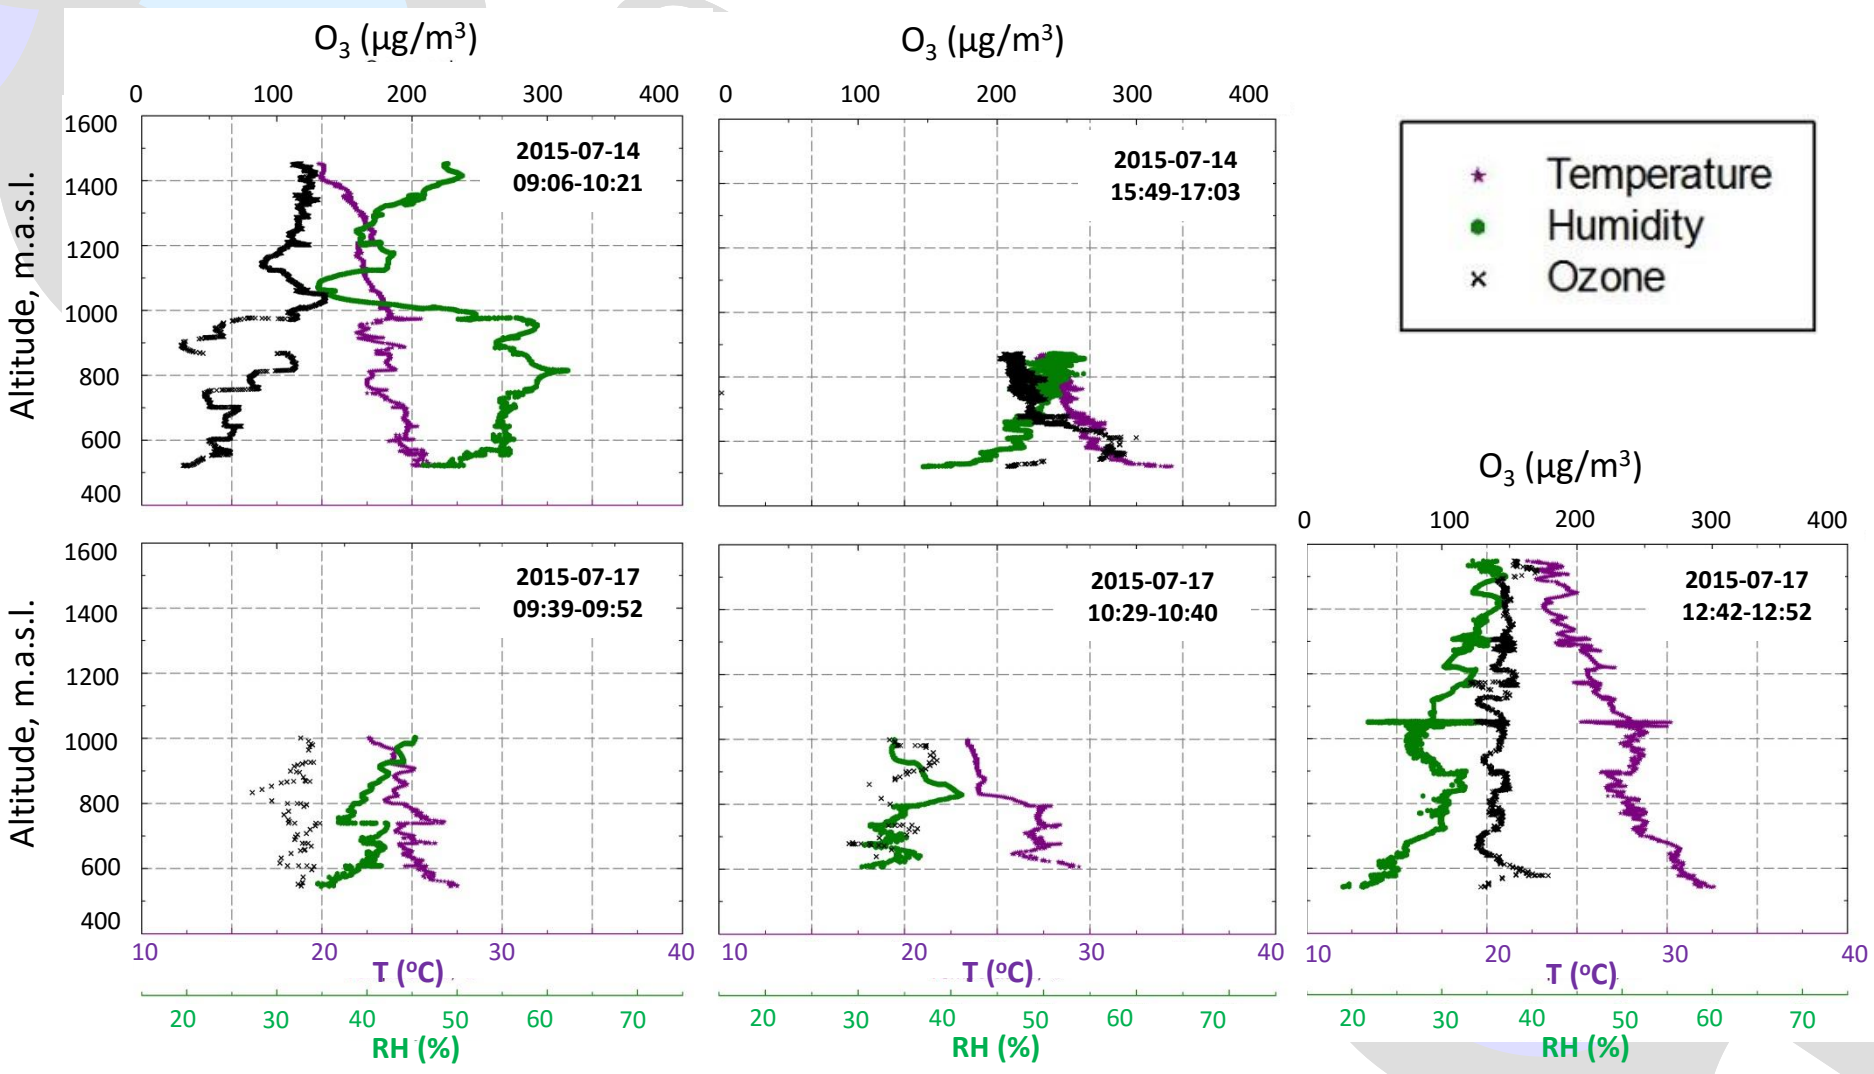 O₃ (µg/m³)
0 100 200 300 400
1600
1400
1200
1000
800
600
400
Altitude, m.a.s.l.
2015-07-14
09:06-10:21
O₃ (µg/m³)
0 100 200 300 400
2015-07-14
15:49-17:03
Temperature
Humidity
Ozone
1600
1400
1200
1000
800
600
400
Altitude, m.a.s.l.
2015-07-17
09:39-09:52
10 20 30 40
T (°C)
20 30 40 50 60 70
RH (%)
2015-07-17
10:29-10:40
10 20 30 40
T (°C)
20 30 40 50 60 70
RH (%)
O₃ (µg/m³)
0 100 200 300 400
2015-07-17
12:42-12:52
10 20 30 40
T (°C)
20 30 40 50 60 70
RH (%)